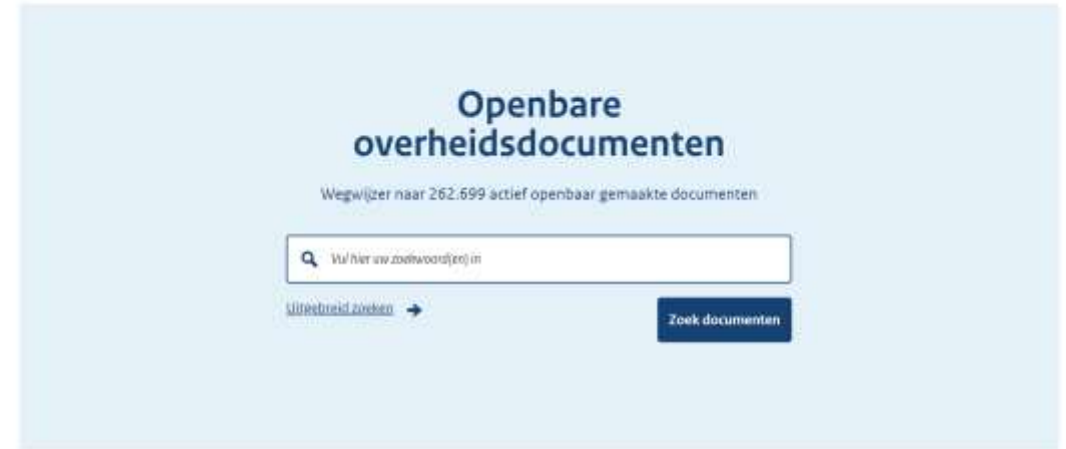 Openbare
overheidsdocumenten
Wegwijzer naar 262.699 actief openbaar gemaakte documenten
Vul hier uw zoekwoord(en) in
Uitgebreid zoeken
Zoek documenten